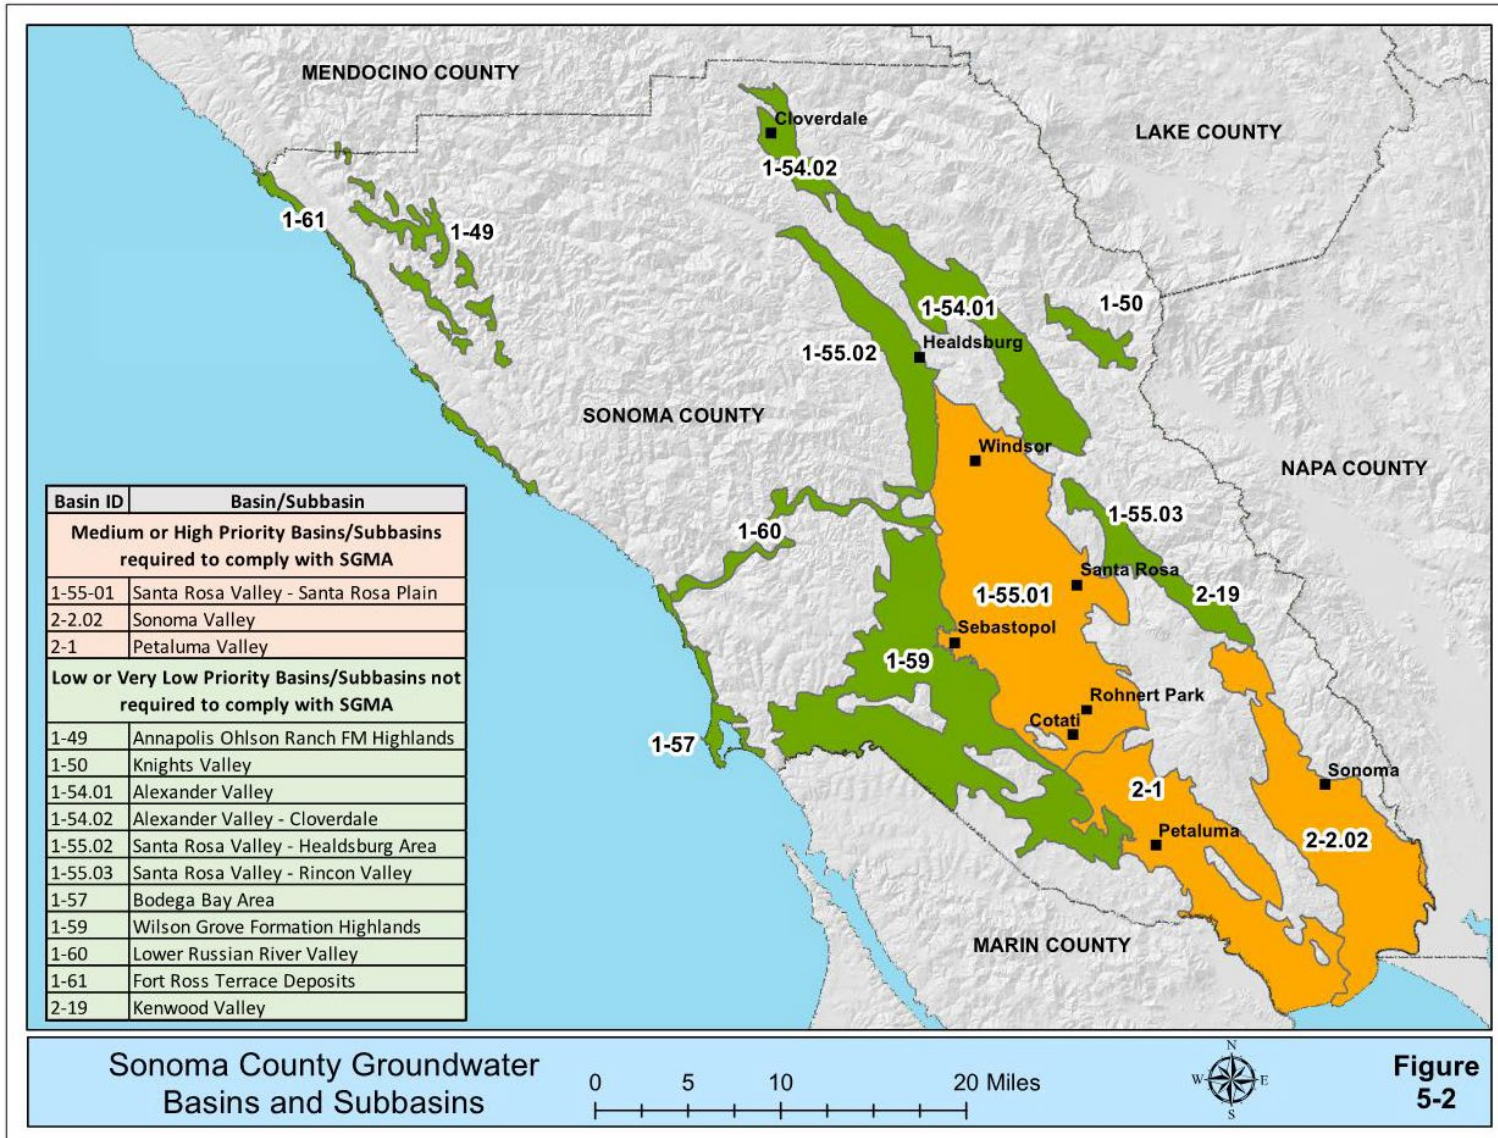 MENDOCINO COUNTY
LAKE COUNTY
Cloverdale
1-54.02
1-61
1-49
1-54.01
1-50
Healdsburg
1-55.02
SONOMA COUNTY
Windsor
NAPA COUNTY
1-55.03
1-60
Santa Rosa
1-55.01
2-19
Sebastopol
1-59
Rohnert Park
Cotati
1-57
Sonoma
2-1
Petaluma
2-2.02
MARIN COUNTY
Basin ID Basin/Subbasin
Medium or High Priority Basins/Subbasins
required to comply with SGMA
1-55-01 Santa Rosa Valley - Santa Rosa Plain
2-2.02 Sonoma Valley
2-1 Petaluma Valley
Low or Very Low Priority Basins/Subbasins not
required to comply with SGMA
1-49 Annapolis Ohlson Ranch FM Highlands
1-50 Knights Valley
1-54.01 Alexander Valley
1-54.02 Alexander Valley - Cloverdale
1-55.02 Santa Rosa Valley - Healdsburg Area
1-55.03 Santa Rosa Valley - Rincon Valley
1-57 Bodega Bay Area
1-59 Wilson Grove Formation Highlands
1-60 Lower Russian River Valley
1-61 Fort Ross Terrace Deposits
2-19 Kenwood Valley
Sonoma County Groundwater
Basins and Subbasins
0 5 10 20 Miles
N
W E
S
Figure
5-2